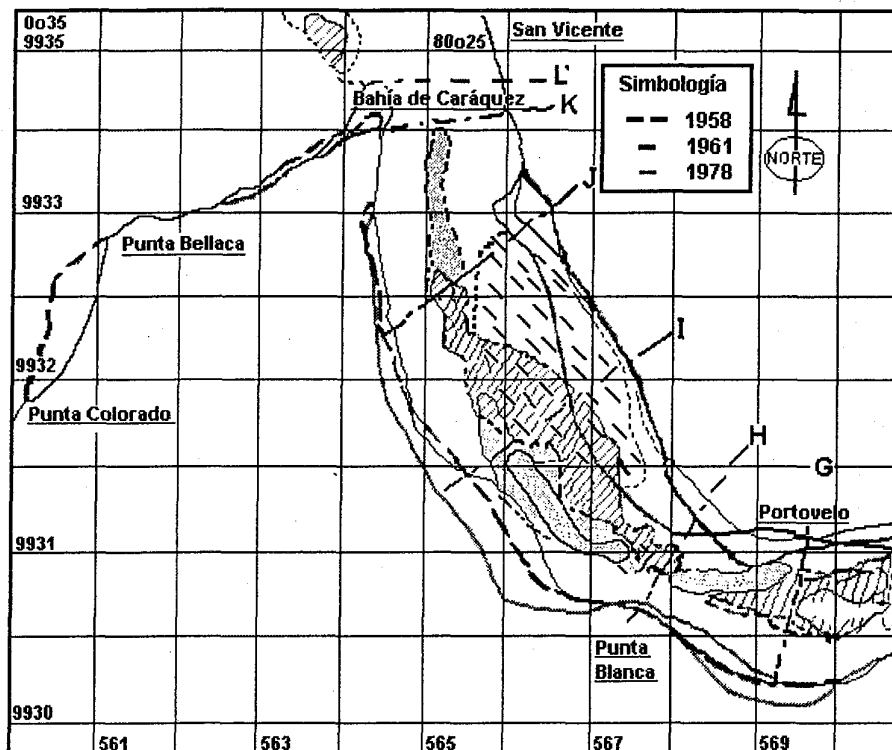 0o35
9935
80o25
San Vicente
L'
Bahía de Caráquez
K
Simbología
1958
1961
1978
NORTE
J
9933
Punta Bellaca
I
9932
Punta Colorado
H
G
Portovelo
9931
Punta
Blanca
9930
561
563
565
567
569